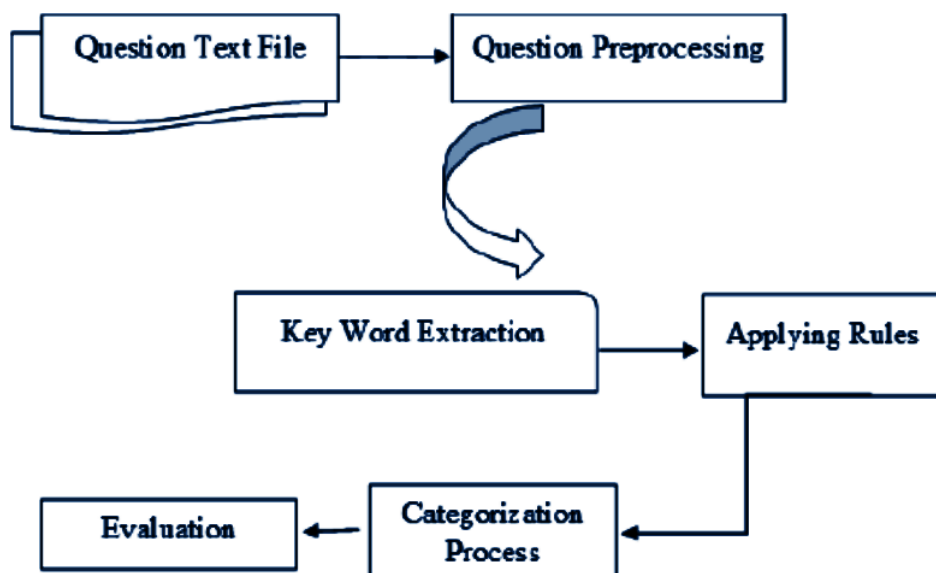 Question Text File
Question Preprocessing
Key Word Extraction
Applying Rules
Categorization
Process
Evaluation